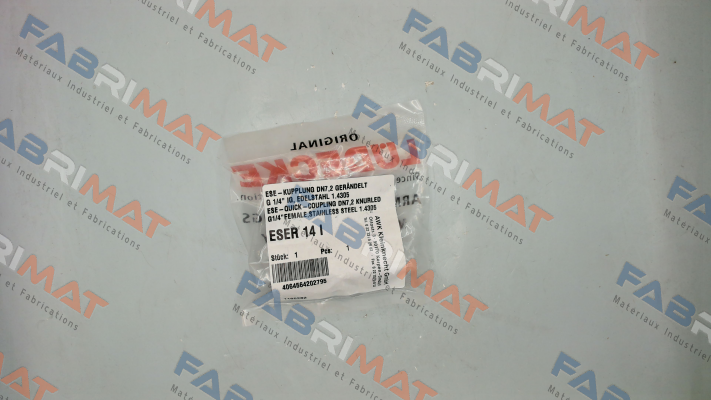 ORIGINAL
LÜDECKE
ESE - KUPPLUNG DN7,2 GERÄNDELT
G 1/4" IG, EDELSTAHL 1.4305
ESE - QUICK - COUPLING DN7,2 KNURLED
G1/4" FEMALE STAINLESS STEEL 1.4305
ESER 14 I
Stück: 1 Pcs: 1
4064564202795
FABRIMAT
Materiaux Industriel et Fabrications